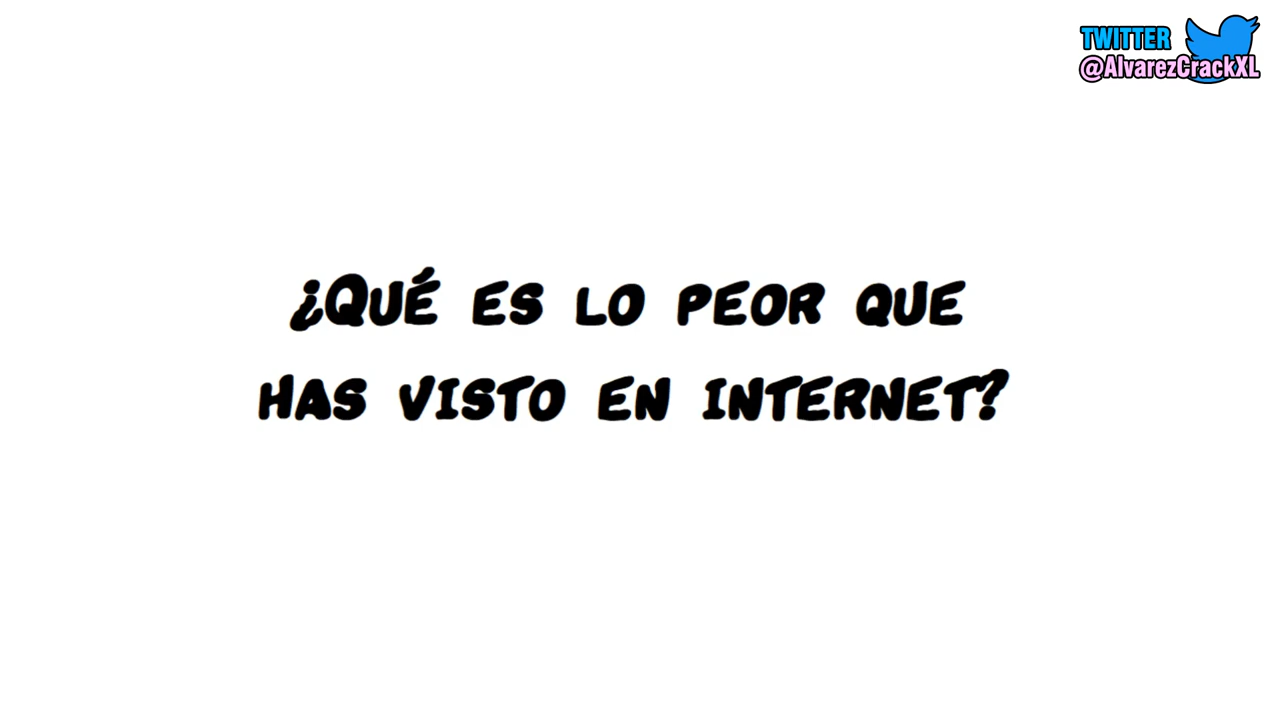 TWITTER
@AlvarezCrackXL
¿QUÉ ES LO PEOR QUE
HAS VISTO EN INTERNET?